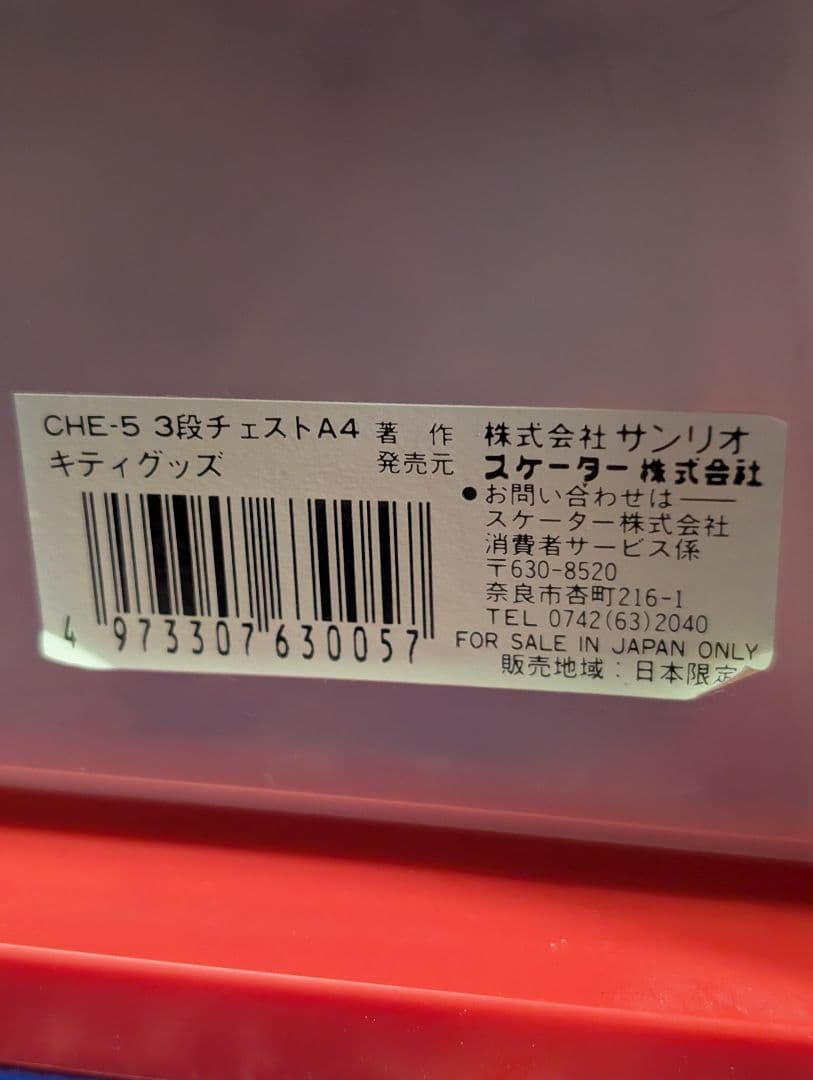 CHE-5 3段チェストA4
キティグッズ
4 973307 630057
著 作 株式会社サンリオ
発売元 スケーター株式会社
●お問い合わせは――
スケーター株式会社
消費者サービス係
〒630-8520
奈良市杏町216-1
TEL 0742(63)2040
FOR SALE IN JAPAN ONLY
販売地域：日本限定